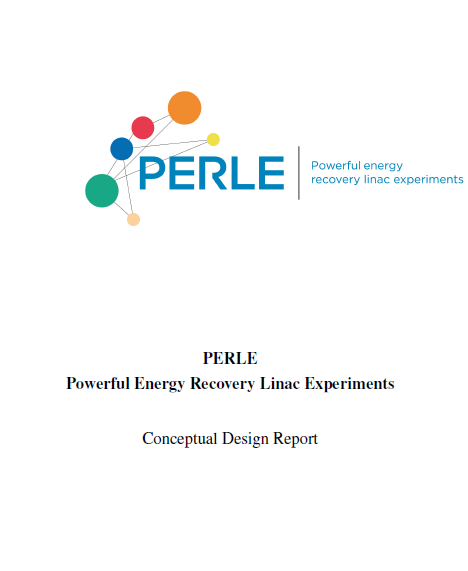 PERLE
Powerful energy
recovery linac experiments
PERLE
Powerful Energy Recovery Linac Experiments
Conceptual Design Report